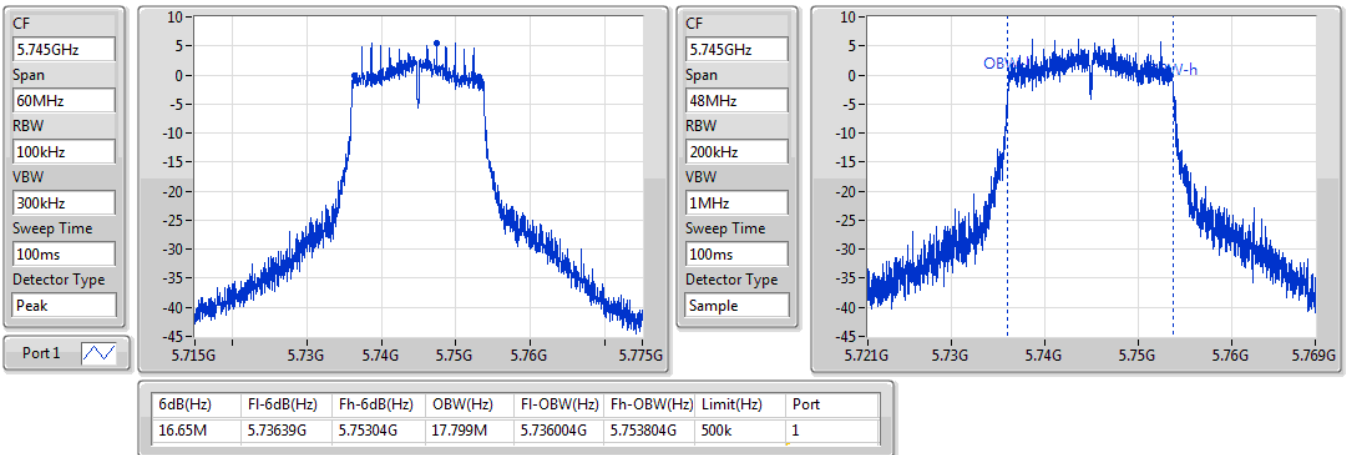 CF
5.745GHz
Span
60MHz
RBW
100kHz
VBW
300kHz
Sweep Time
100ms
Detector Type
Peak
Port 1
10
5
0
-5
-10
-15
-20
-25
-30
-35
-40
-45
5.715G 5.73G 5.74G 5.75G 5.76G 5.775G
CF
5.745GHz
Span
48MHz
RBW
200kHz
VBW
1MHz
Sweep Time
100ms
Detector Type
Sample
10
5
0
-5
-10
-15
-20
-25
-30
-35
-40
-45
5.721G 5.73G 5.74G 5.75G 5.76G 5.769G
6dB(Hz) Fl-6dB(Hz) Fh-6dB(Hz) OBW(Hz) Fl-OBW(Hz) Fh-OBW(Hz) Limit(Hz) Port
16.65M 5.73639G 5.75304G 17.799M 5.736004G 5.753804G 500k 1